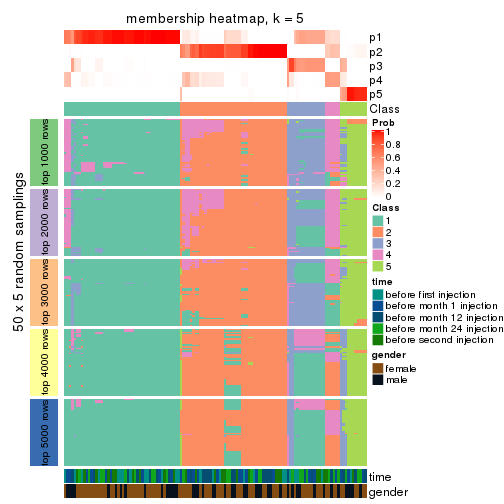 membership heatmap, k = 5
p1
p2
p3
p4
p5
Class
Prob
1
0.8
0.6
0.4
0.2
0
Class
1
2
3
4
5
time
before first injection
before month 1 injection
before month 12 injection
before month 24 injection
before second injection
gender
female
male
50 x 5 random samplings
top 1000 rows
top 2000 rows
top 3000 rows
top 4000 rows
top 5000 rows
time
gender